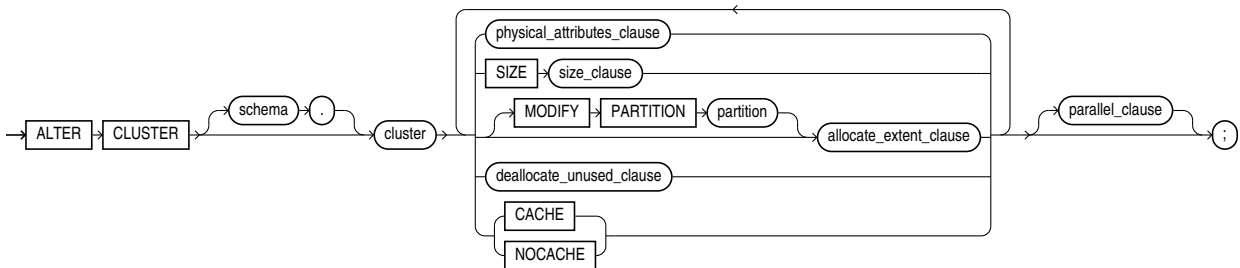 physical_attributes_clause
SIZE size_clause
schema .
MODIFY PARTITION partition
parallel_clause
ALTER CLUSTER cluster allocate_extent_clause ;
deallocate_unused_clause
CACHE
NOCACHE